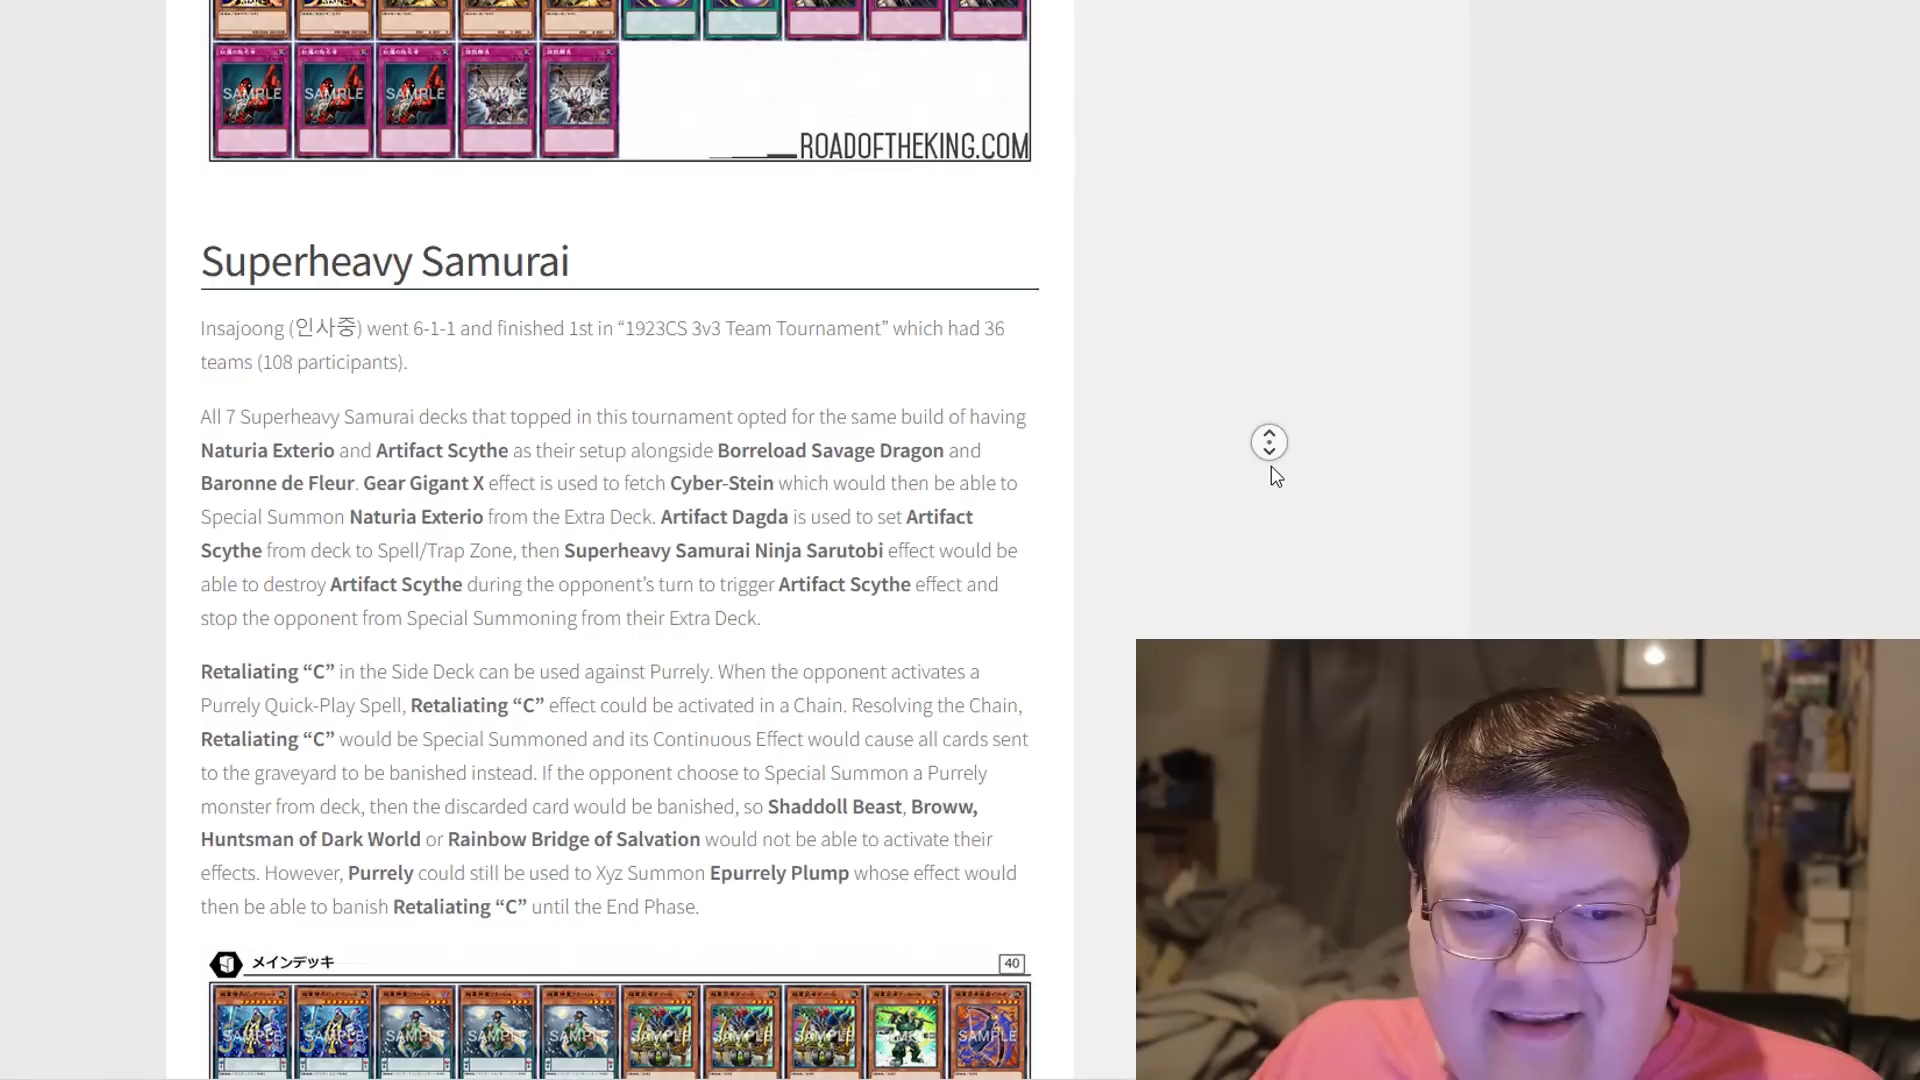 SAMPLE SAMPLE SAMPLE SAMPLE SAMPLE
ROADOFTHEKING.COM
Superheavy Samurai
Insajoong (인사중) went 6-1-1 and finished 1st in “1923CS 3v3 Team Tournament” which had 36
teams (108 participants).
All 7 Superheavy Samurai decks that topped in this tournament opted for the same build of having
Naturia Exterio and Artifact Scythe as their setup alongside Borreload Savage Dragon and
Baronne de Fleur. Gear Gigant X effect is used to fetch Cyber-Stein which would then be able to
Special Summon Naturia Exterio from the Extra Deck. Artifact Dagda is used to set Artifact
Scythe from deck to Spell/Trap Zone, then Superheavy Samurai Ninja Sarutobi effect would be
able to destroy Artifact Scythe during the opponent’s turn to trigger Artifact Scythe effect and
stop the opponent from Special Summoning from their Extra Deck.
Retaliating “C” in the Side Deck can be used against Purrely. When the opponent activates a
Purrely Quick-Play Spell, Retaliating “C” effect could be activated in a Chain. Resolving the Chain,
Retaliating “C” would be Special Summoned and its Continuous Effect would cause all cards sent
to the graveyard to be banished instead. If the opponent choose to Special Summon a Purrely
monster from deck, then the discarded card would be banished, so Shaddoll Beast, Broww,
Huntsman of Dark World or Rainbow Bridge of Salvation would not be able to activate their
effects. However, Purrely could still be used to Xyz Summon Epurrely Plump whose effect would
then be able to banish Retaliating “C” until the End Phase.
メインデッキ 40
SAMPLE SAMPLE SAMPLE SAMPLE SAMPLE SAMPLE SAMPLE SAMPLE SAMPLE SAMPLE